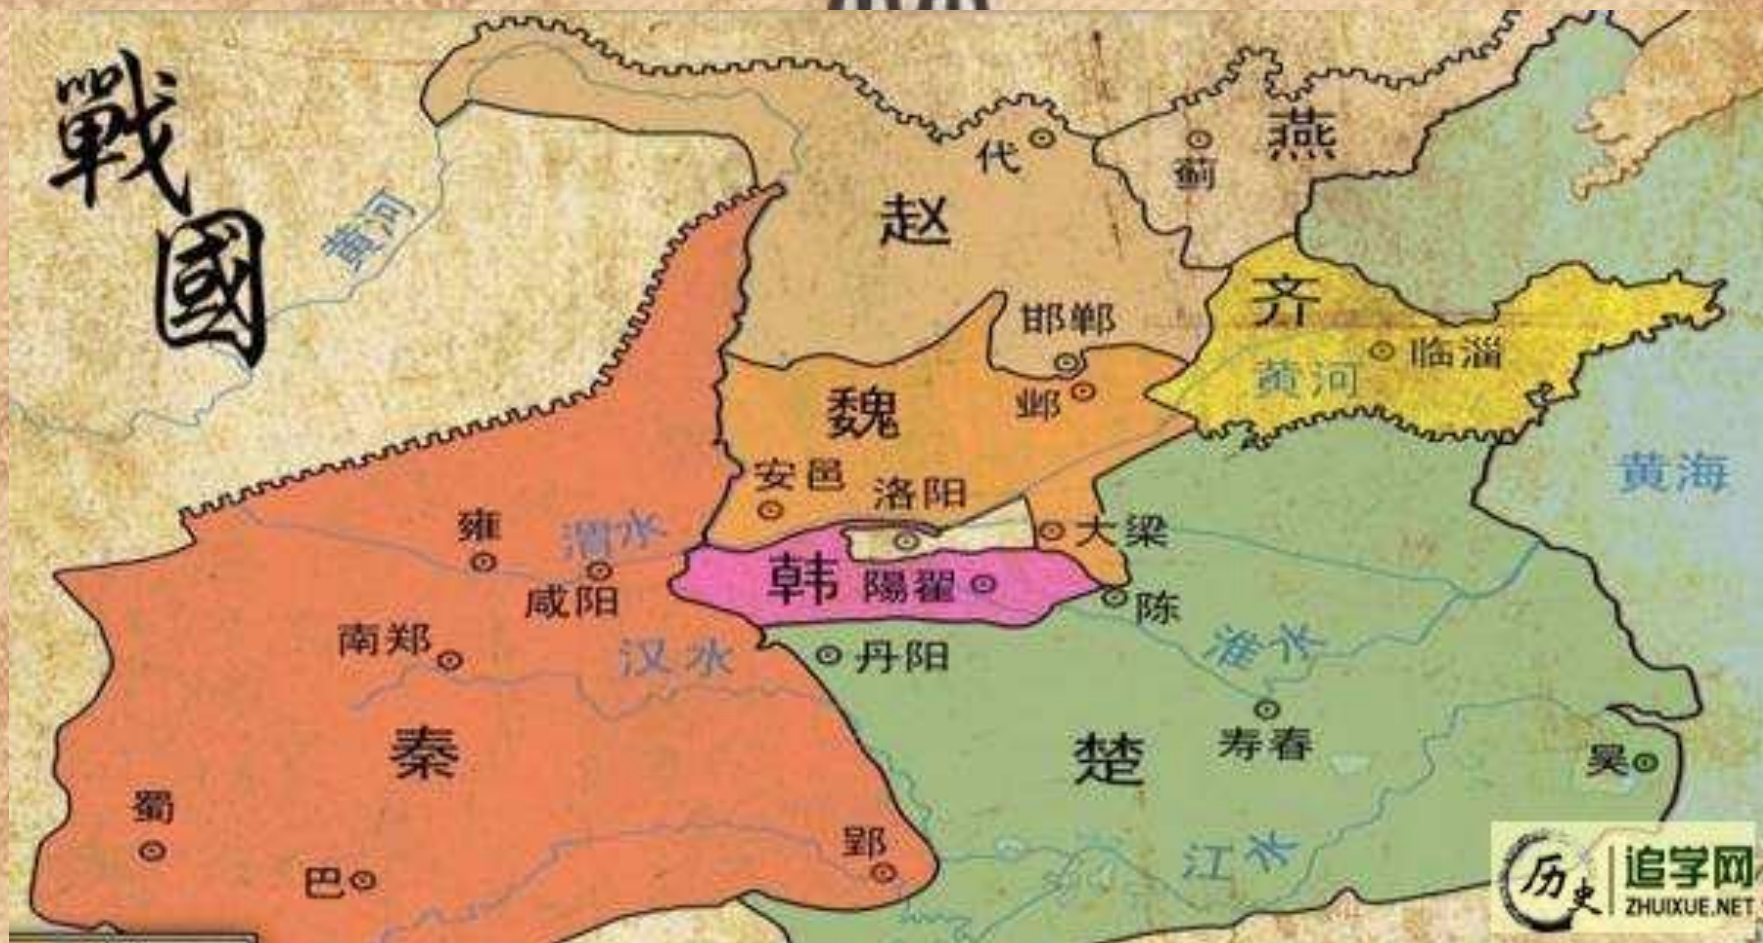 戰國
代
燕
蓟
赵
黄河
齐
邯郸
临淄
黄河
魏
邺
黄海
安邑
洛阳
雍
渭水
大梁
咸阳
韩
陽翟
陈
南郑
汉水
丹阳
淮水
秦
楚
寿春
吴
蜀
郢
江水
巴
历史
追学网
ZHUIXUE.NET